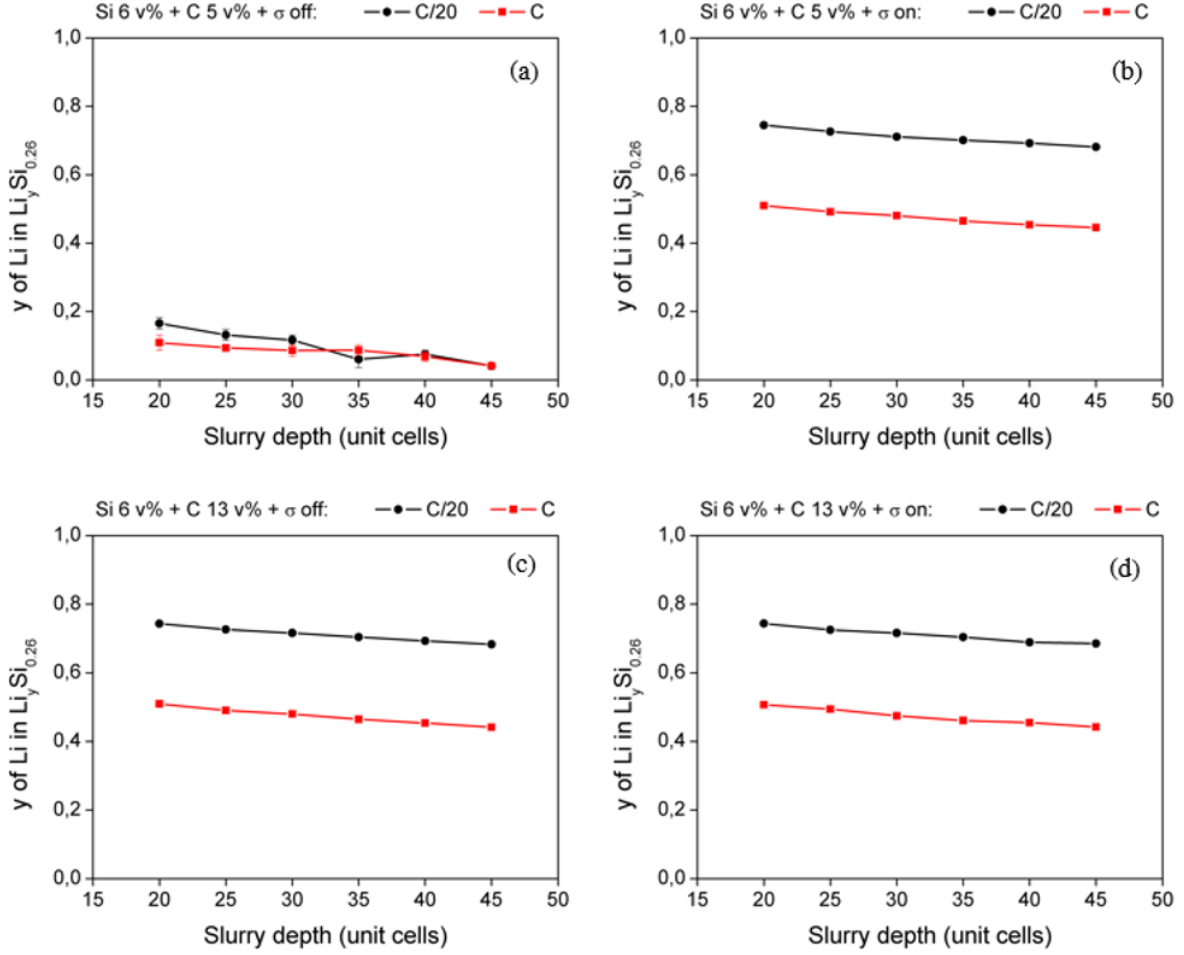 Si 6 v% + C 5 v% + σ off: C/20 C
(a)
1,0
0,8
0,6
0,4
0,2
0,0
y of Li in LiySi0.26
15 20 25 30 35 40 45 50
Slurry depth (unit cells)
Si 6 v% + C 5 v% + σ on: C/20 C
(b)
1,0
0,8
0,6
0,4
0,2
0,0
y of Li in LiySi0.26
15 20 25 30 35 40 45 50
Slurry depth (unit cells)
Si 6 v% + C 13 v% + σ off: C/20 C
(c)
1,0
0,8
0,6
0,4
0,2
0,0
y of Li in LiySi0.26
15 20 25 30 35 40 45 50
Slurry depth (unit cells)
Si 6 v% + C 13 v% + σ on: C/20 C
(d)
1,0
0,8
0,6
0,4
0,2
0,0
y of Li in LiySi0.26
15 20 25 30 35 40 45 50
Slurry depth (unit cells)